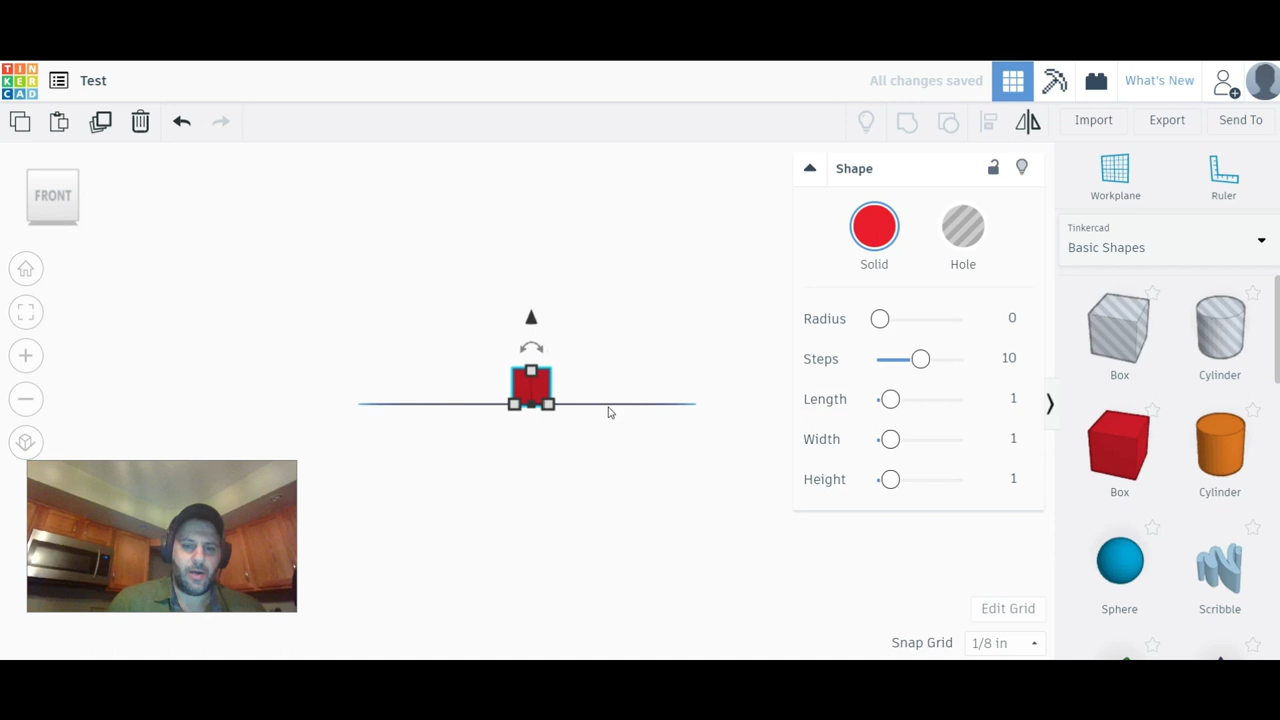 TIN
KER
CAD
Test
All changes saved
What's New
Import
Export
Send To
FRONT
Shape
Solid
Hole
Radius 0
Steps 10
Length 1
Width 1
Height 1
Workplane
Ruler
Tinkercad
Basic Shapes
Box
Cylinder
Box
Cylinder
Sphere
Scribble
Edit Grid
Snap Grid 1/8 in